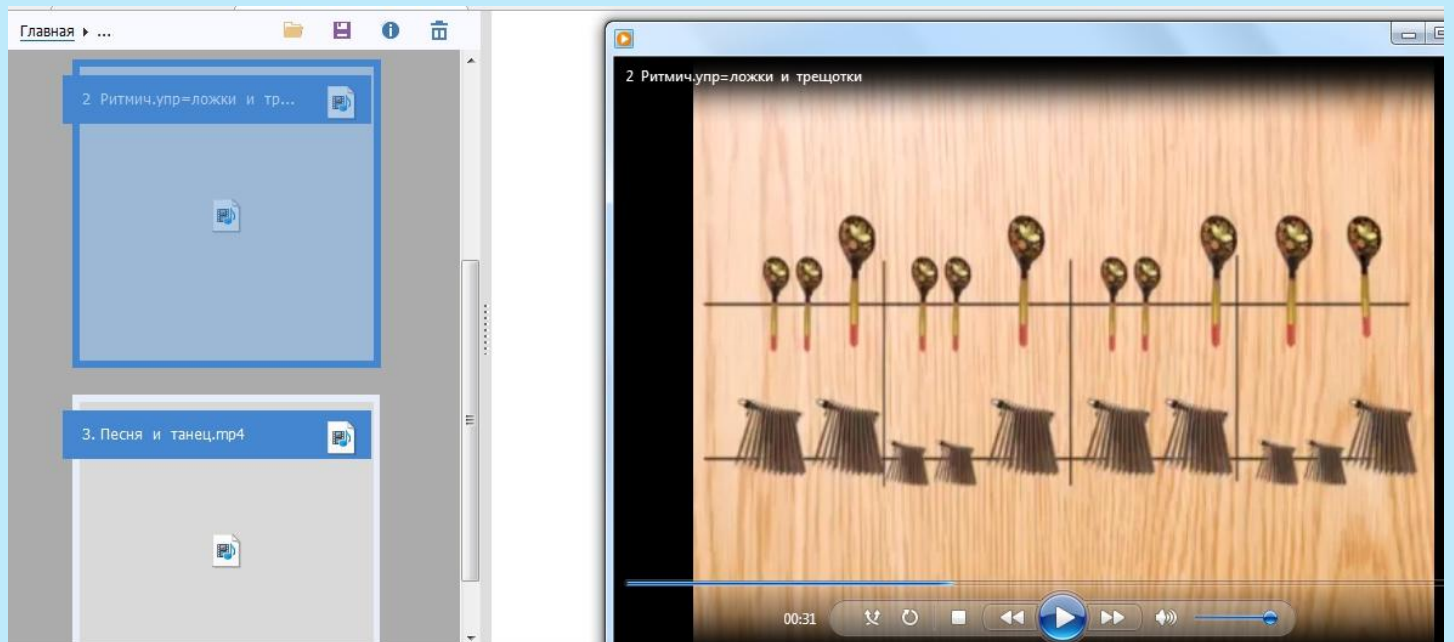 Главная ▸ ...
2 Ритмич.упр=ложки и тр...
3. Песня и танец.mp4
2 Ритмич.упр=ложки и трещотки
00:31